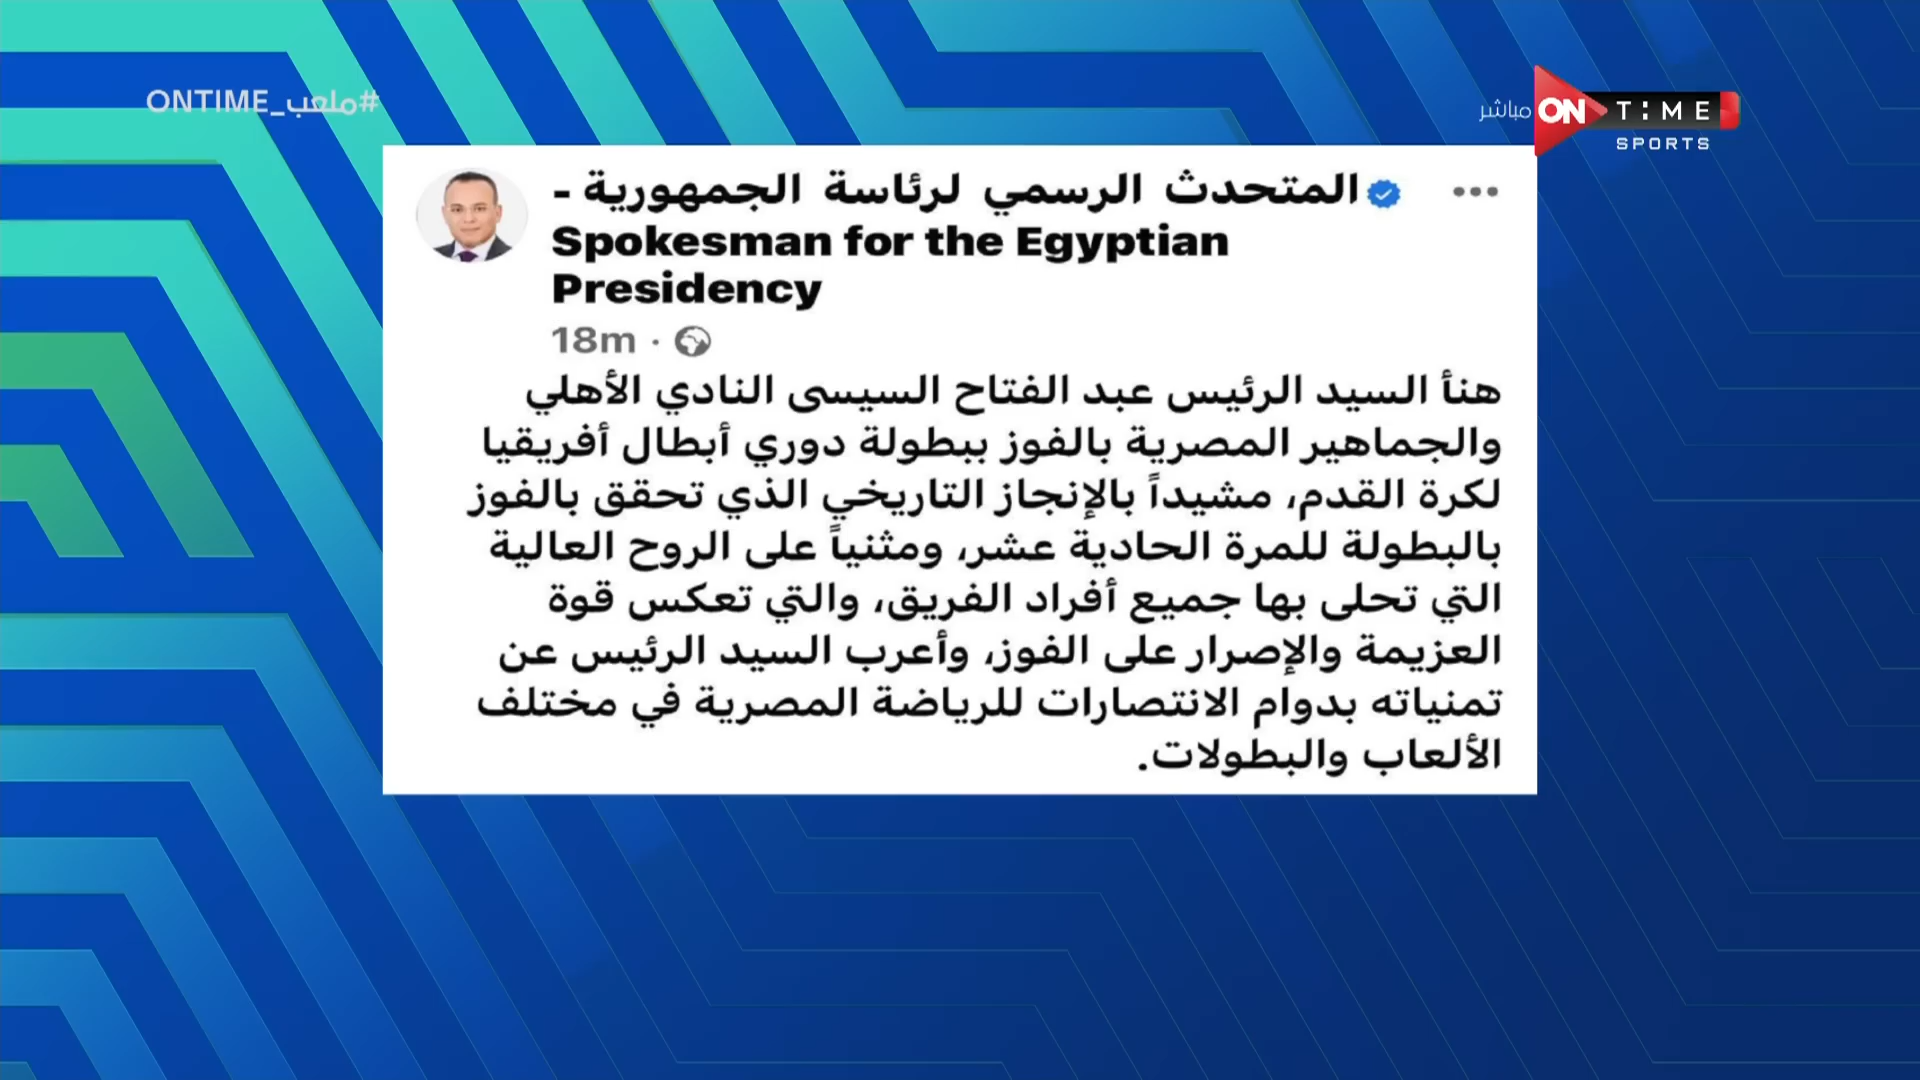 #ملعب_ONTIME
مباشر ON TIME
SPORTS
المتحدث الرسمي لرئاسة الجمهورية -
Spokesman for the Egyptian
Presidency
18m ·
هنأ السيد الرئيس عبد الفتاح السيسى النادي الأهلي
والجماهير المصرية بالفوز ببطولة دوري أبطال أفريقيا
لكرة القدم، مشيداً بالإنجاز التاريخي الذي تحقق بالفوز
بالبطولة للمرة الحادية عشر، ومثنياً على الروح العالية
التي تحلى بها جميع أفراد الفريق، والتي تعكس قوة
العزيمة والإصرار على الفوز، وأعرب السيد الرئيس عن
تمنياته بدوام الانتصارات للرياضة المصرية في مختلف
الألعاب والبطولات.